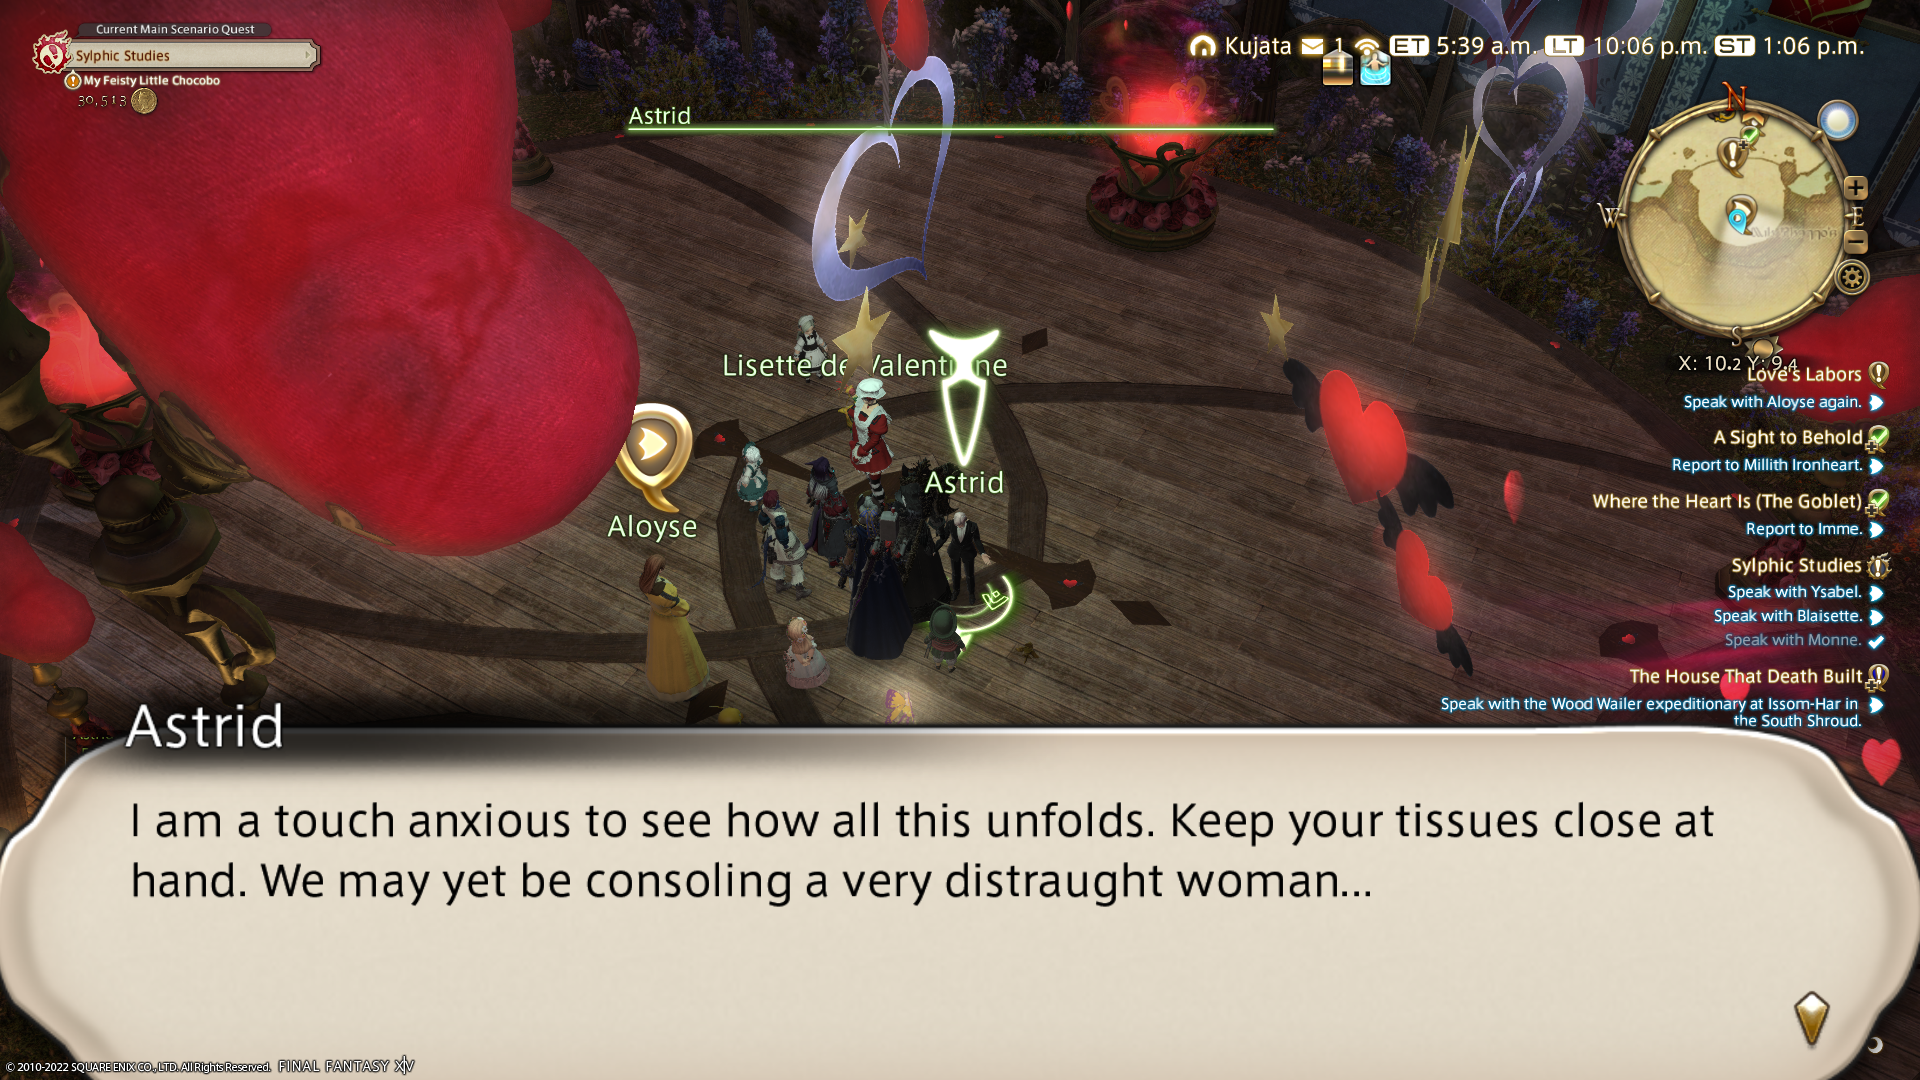 Current Main Scenario Quest
Sylphic Studies
My Feisty Little Chocobo
30,513
Kujata 1 ET 5:39 a.m. LT 10:06 p.m. ST 1:06 p.m.
Astrid
N
W
E
S
X: 10.2 Y: 9.4
Love's Labors
Speak with Aloyse again.
A Sight to Behold
Report to Millith Ironheart.
Where the Heart Is (The Goblet)
Report to Imme.
Sylphic Studies
Speak with Ysabel.
Speak with Blaisette.
Speak with Monne.
The House That Death Built
Speak with the Wood Wailer expeditionary at Issom-Har in
the South Shroud.
Lisette de Valentione
Astrid
Aloyse
Astrid
I am a touch anxious to see how all this unfolds. Keep your tissues close at
hand. We may yet be consoling a very distraught woman...
© 2010-2022 SQUARE ENIX CO., LTD. All Rights Reserved. FINAL FANTASY XIV